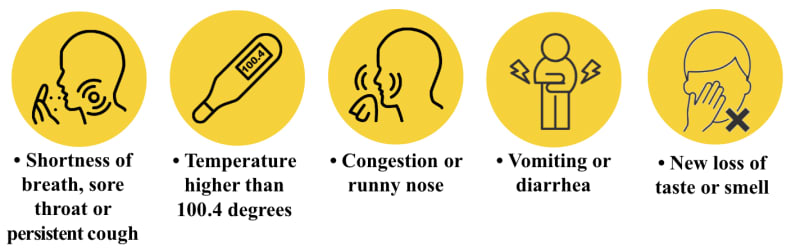 100.4
• Shortness of
breath, sore
throat or
persistent cough
• Temperature
higher than
100.4 degrees
• Congestion or
runny nose
• Vomiting or
diarrhea
• New loss of
taste or smell